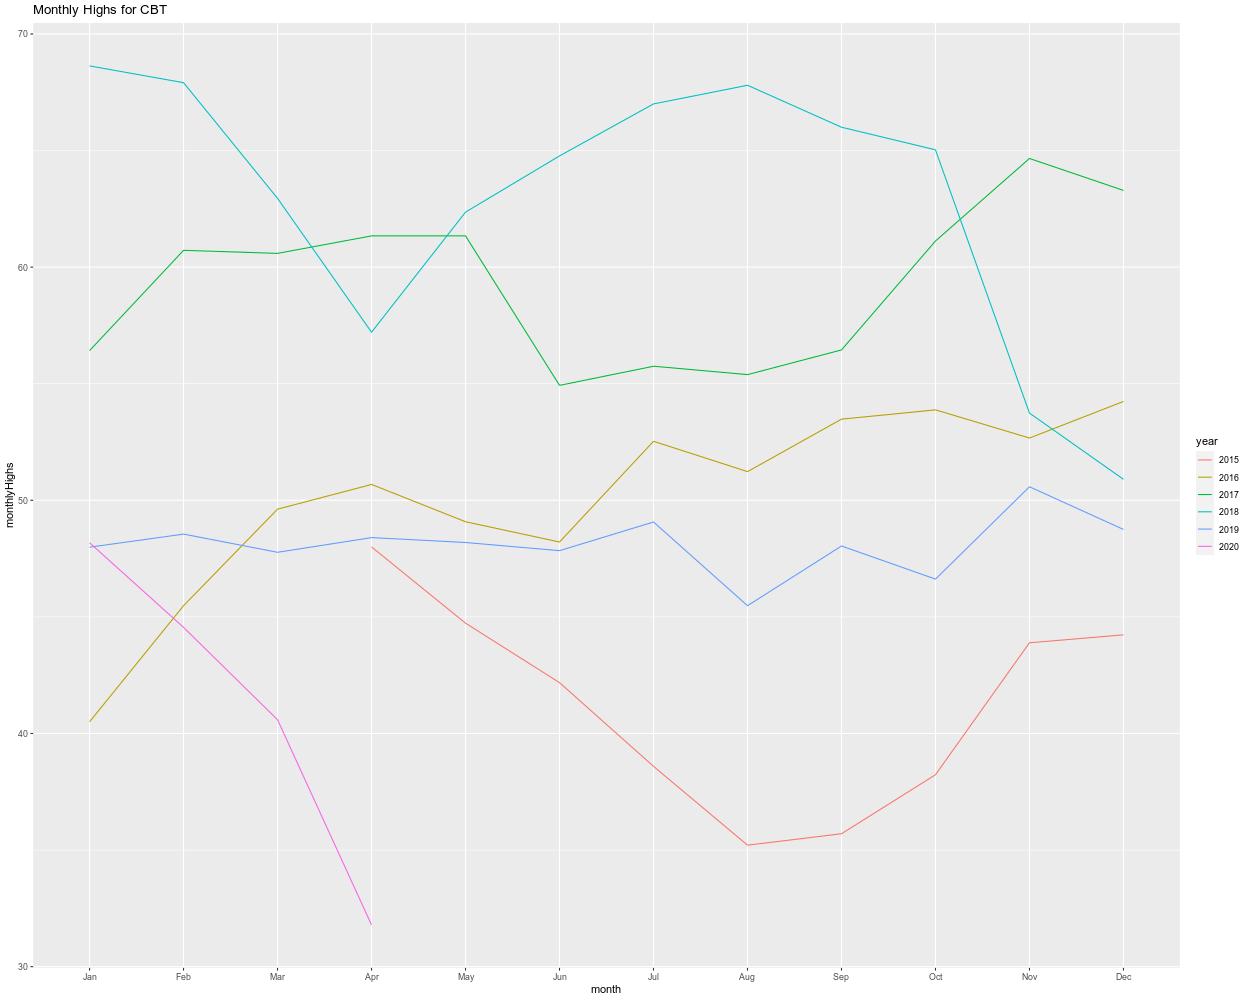 Monthly Highs for CBT
70
60
50
40
30
monthlyHighs
Jan Feb Mar Apr May Jun Jul Aug Sep Oct Nov Dec
month
year
2015
2016
2017
2018
2019
2020